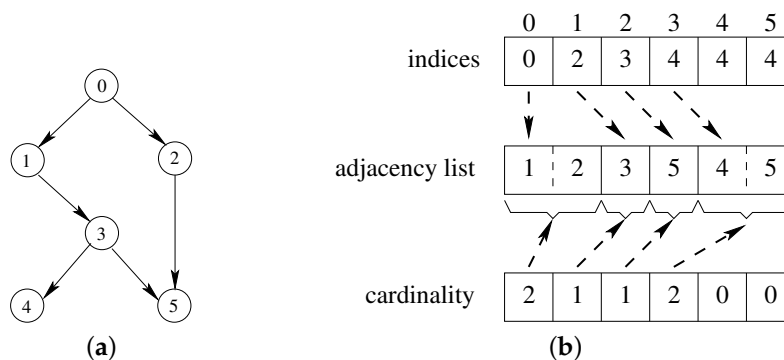 0
1
2
3
4
5
(a)
0 1 2 3 4 5
indices 0 2 3 4 4 4
adjacency list 1 2 3 5 4 5
cardinality 2 1 1 2 0 0
(b)